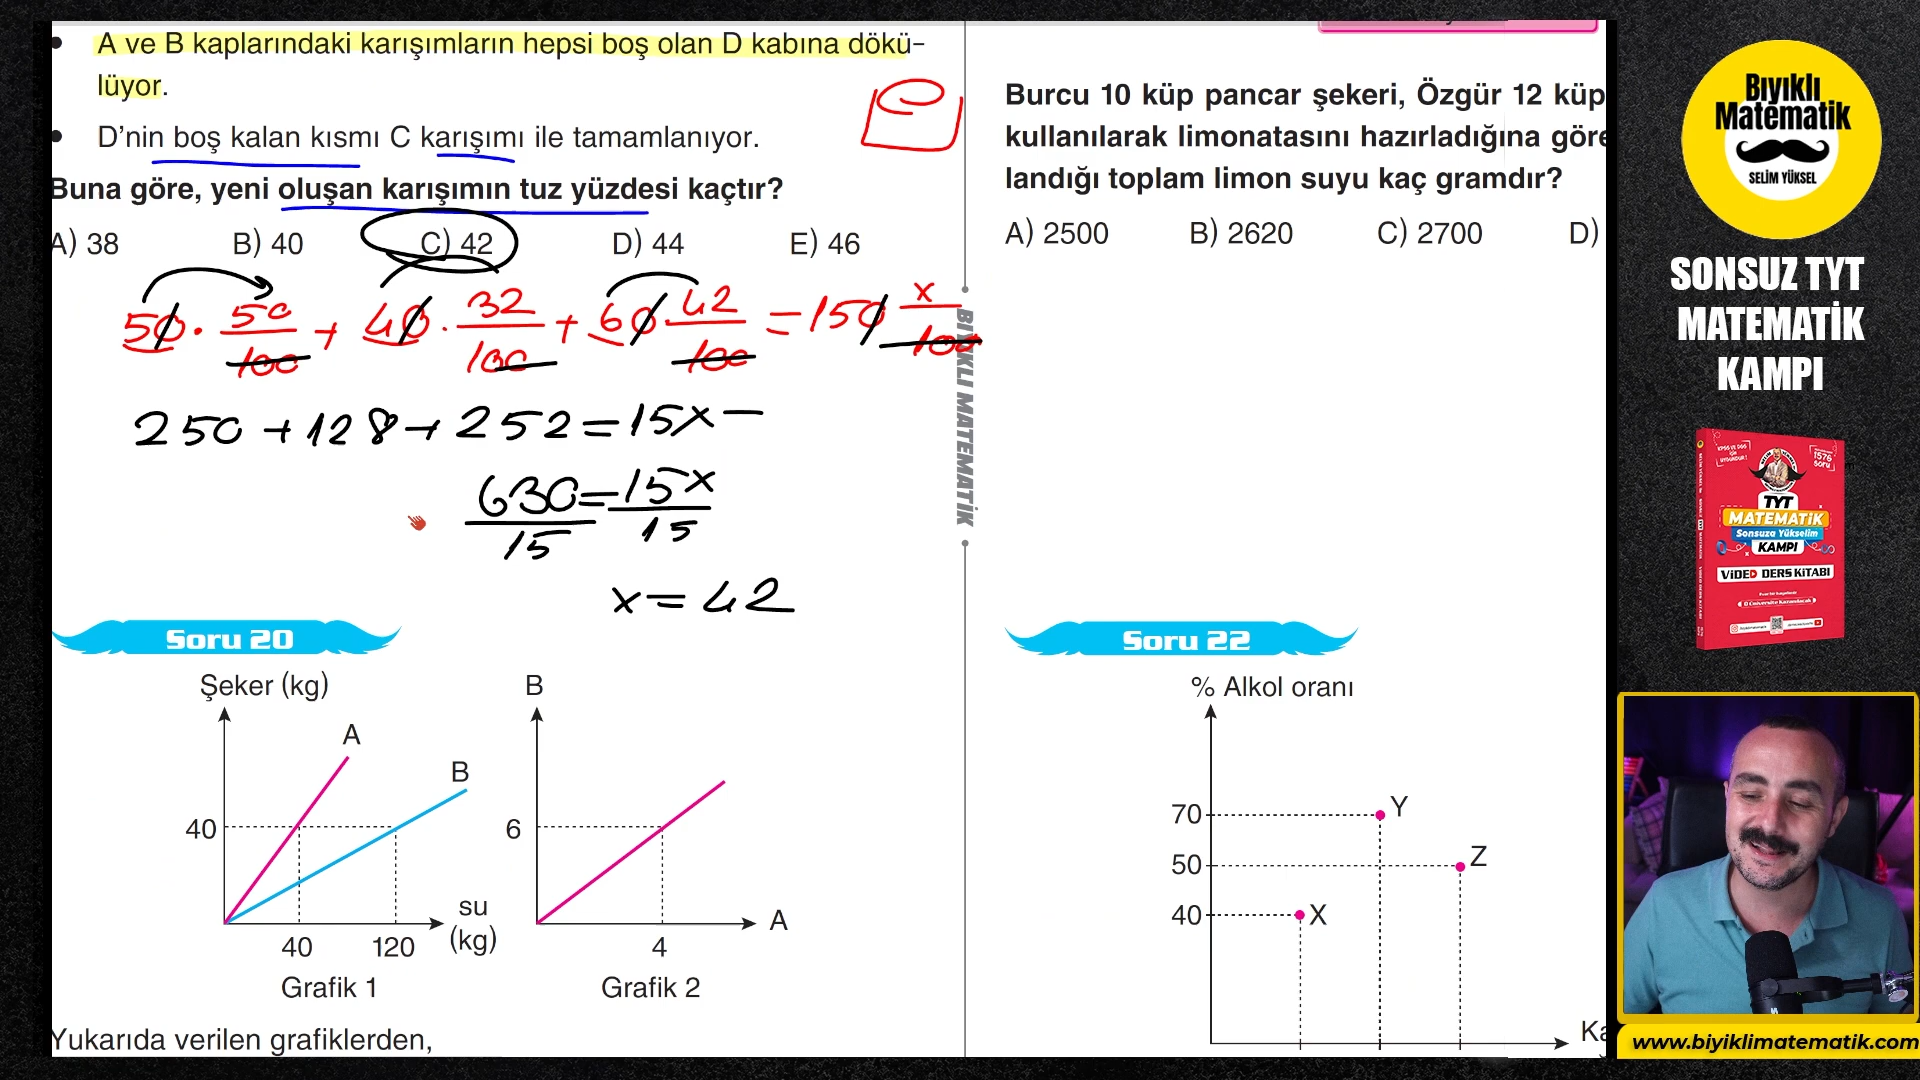 A ve B kaplarındaki karışımların hepsi boş olan D kabına dökü-
lüyor.
D'nin boş kalan kısmı C karışımı ile tamamlanıyor.
Buna göre, yeni oluşan karışımın tuz yüzdesi kaçtır?
A) 38 B) 40 C) 42 D) 44 E) 46
50 · 50/100 + 40 · 32/100 + 60 · 42/100 = 150 x/100
250 + 128 + 252 = 15x
630/15 = 15x/15
x = 42
Soru 20
Şeker (kg)
A
B
40
40 120
su
(kg)
Grafik 1
B
6
4
A
Grafik 2
Yukarıda verilen grafiklerden,
BIYIKLI MATEMATİK
Burcu 10 küp pancar şekeri, Özgür 12 küp
kullanılarak limonatasını hazırladığına göre
landığı toplam limon suyu kaç gramdır?
A) 2500 B) 2620 C) 2700 D)
Soru 22
% Alkol oranı
70
50
40
Y
Z
X
Bıyıklı
Matematik
SELİM YÜKSEL
SONSUZ TYT
MATEMATİK
KAMPI
1576
Soru
TYT
MATEMATİK
Sonsuza Yükselim
KAMPI
VİDEO DERS KİTABI
www.biyiklimatematik.com